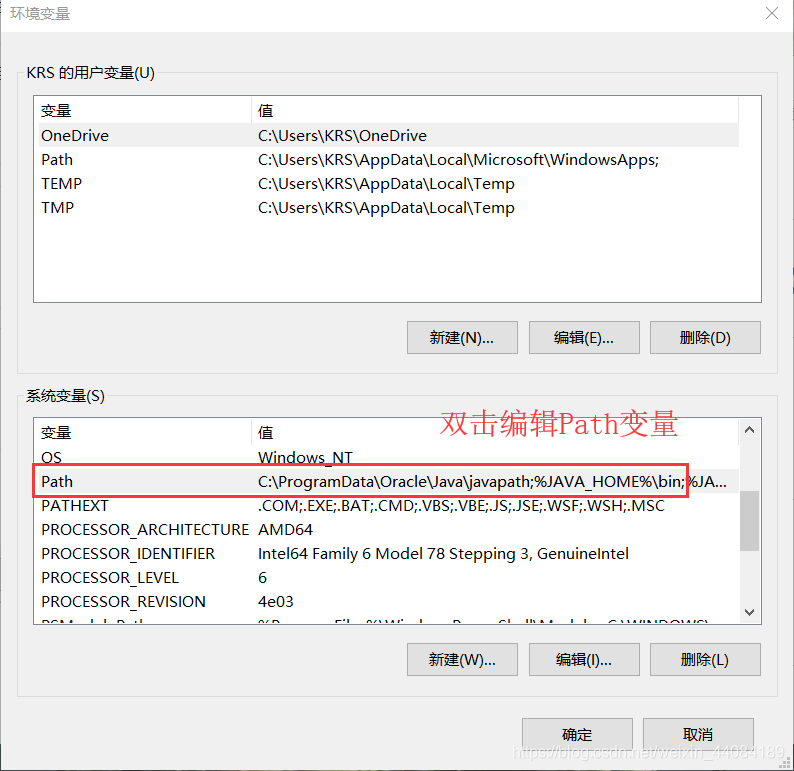 环境变量
KRS 的用户变量(U)
变量 值
OneDrive C:\Users\KRS\OneDrive
Path C:\Users\KRS\AppData\Local\Microsoft\WindowsApps;
TEMP C:\Users\KRS\AppData\Local\Temp
TMP C:\Users\KRS\AppData\Local\Temp
新建(N)... 编辑(E)... 删除(D)
系统变量(S)
双击编辑Path变量
变量 值
OS Windows_NT
Path C:\ProgramData\Oracle\Java\javapath;%JAVA_HOME%\bin;%JA...
PATHEXT .COM;.EXE;.BAT;.CMD;.VBS;.VBE;.JS;.JSE;.WSF;.WSH;.MSC
PROCESSOR_ARCHITECTURE AMD64
PROCESSOR_IDENTIFIER Intel64 Family 6 Model 78 Stepping 3, GenuineIntel
PROCESSOR_LEVEL 6
PROCESSOR_REVISION 4e03
新建(W)... 编辑(I)... 删除(L)
确定 取消
https://blog.csdn.net/weixin_44084189